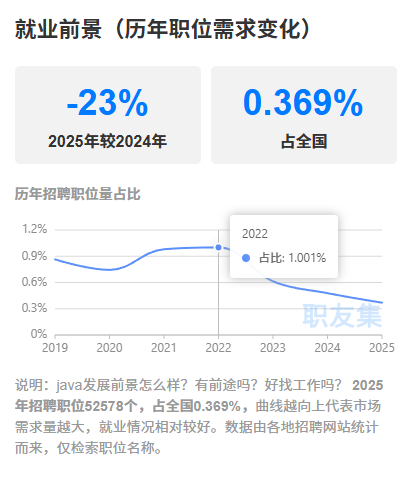 就业前景（历年职位需求变化）
-23%
2025年较2024年
0.369%
占全国
历年招聘职位量占比
1.2%
0.9%
0.6%
0.3%
0%
2022
占比: 1.001%
职友集
2019
2020
2021
2022
2023
2024
2025
说明：java发展前景怎么样？有前途吗？好找工作吗？ 2025
年招聘职位52578个，占全国0.369%，曲线越向上代表市场
需求量越大，就业情况相对较好。数据由各地招聘网站统计
而来，仅检索职位名称。